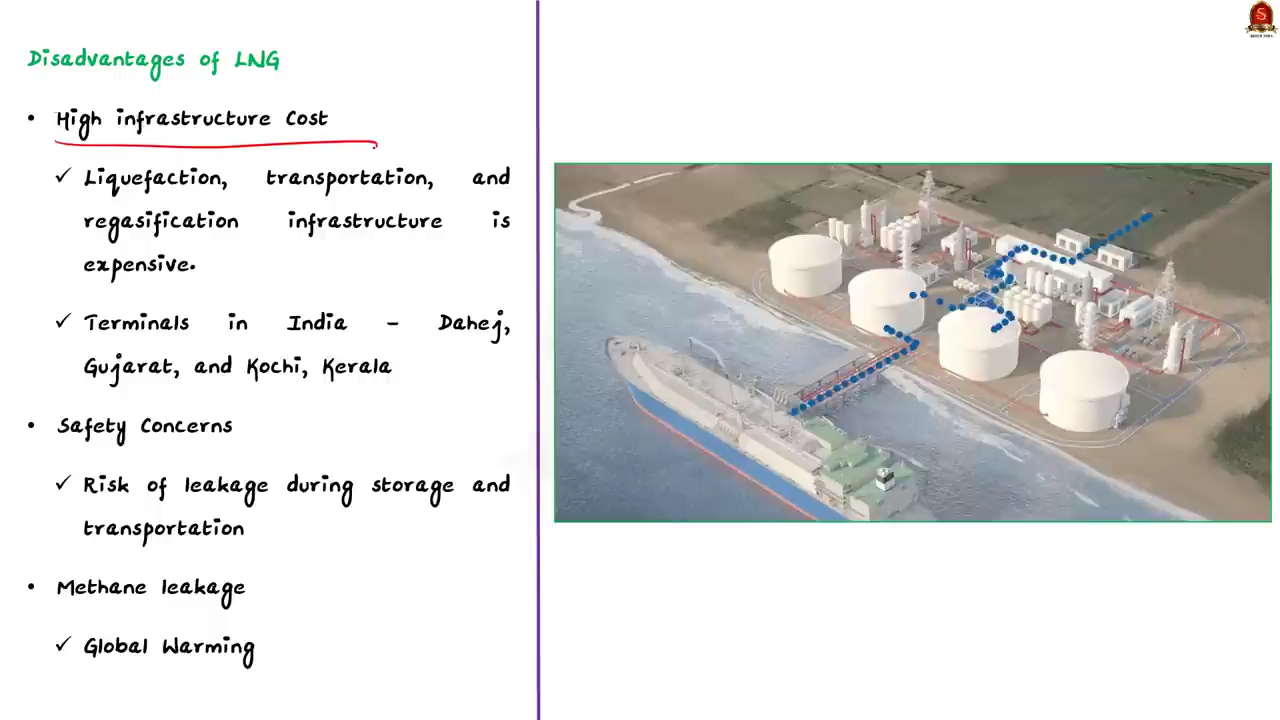 Disadvantages of LNG
• High infrastructure Cost
✓ Liquefaction, transportation, and
regasification infrastructure is
expensive.
✓ Terminals in India – Dahej,
Gujarat, and Kochi, Kerala
• Safety Concerns
✓ Risk of leakage during storage and
transportation
• Methane leakage
✓ Global Warming